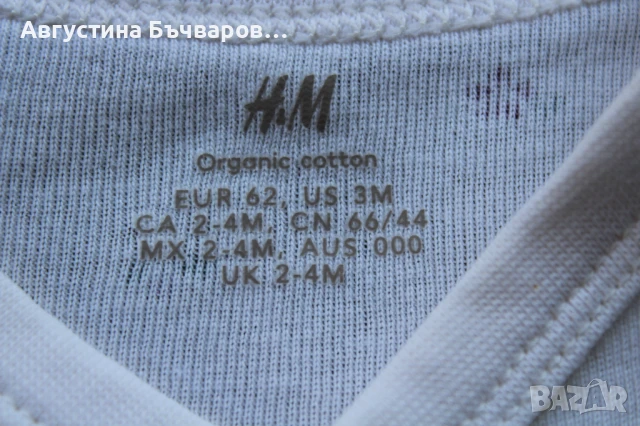 Августина Бъчваров...
H&M
Organic cotton
EUR 62, US 3M
CA 2-4M, CN 66/44
MX 2-4M, AUS 000
UK 2-4M
BAZAR